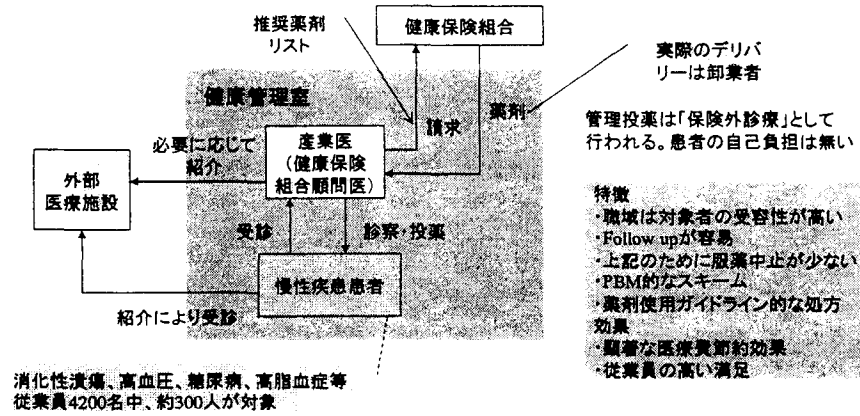 推奨薬剤
リスト
健康保険組合
実際のデリバ
リーは卸業者
健康管理室
請求
薬剤
管理投薬は「保険外診療」として
行われる。患者の自己負担は無い
必要に応じて
紹介
産業医
(健康保険
組合顧問医)
外部
医療施設
受診
診察・投薬
慢性疾患患者
紹介により受診
特徴
・職域は対象者の受容性が高い
・Follow upが容易
・上記のために服薬中止が少ない
・PBM的なスキーム
・薬剤使用ガイドライン的な処方
効果
・顕著な医療費節約効果
・従業員の高い満足
消化性潰瘍、高血圧、糖尿病、高脂血症等
従業員4200名中、約300人が対象